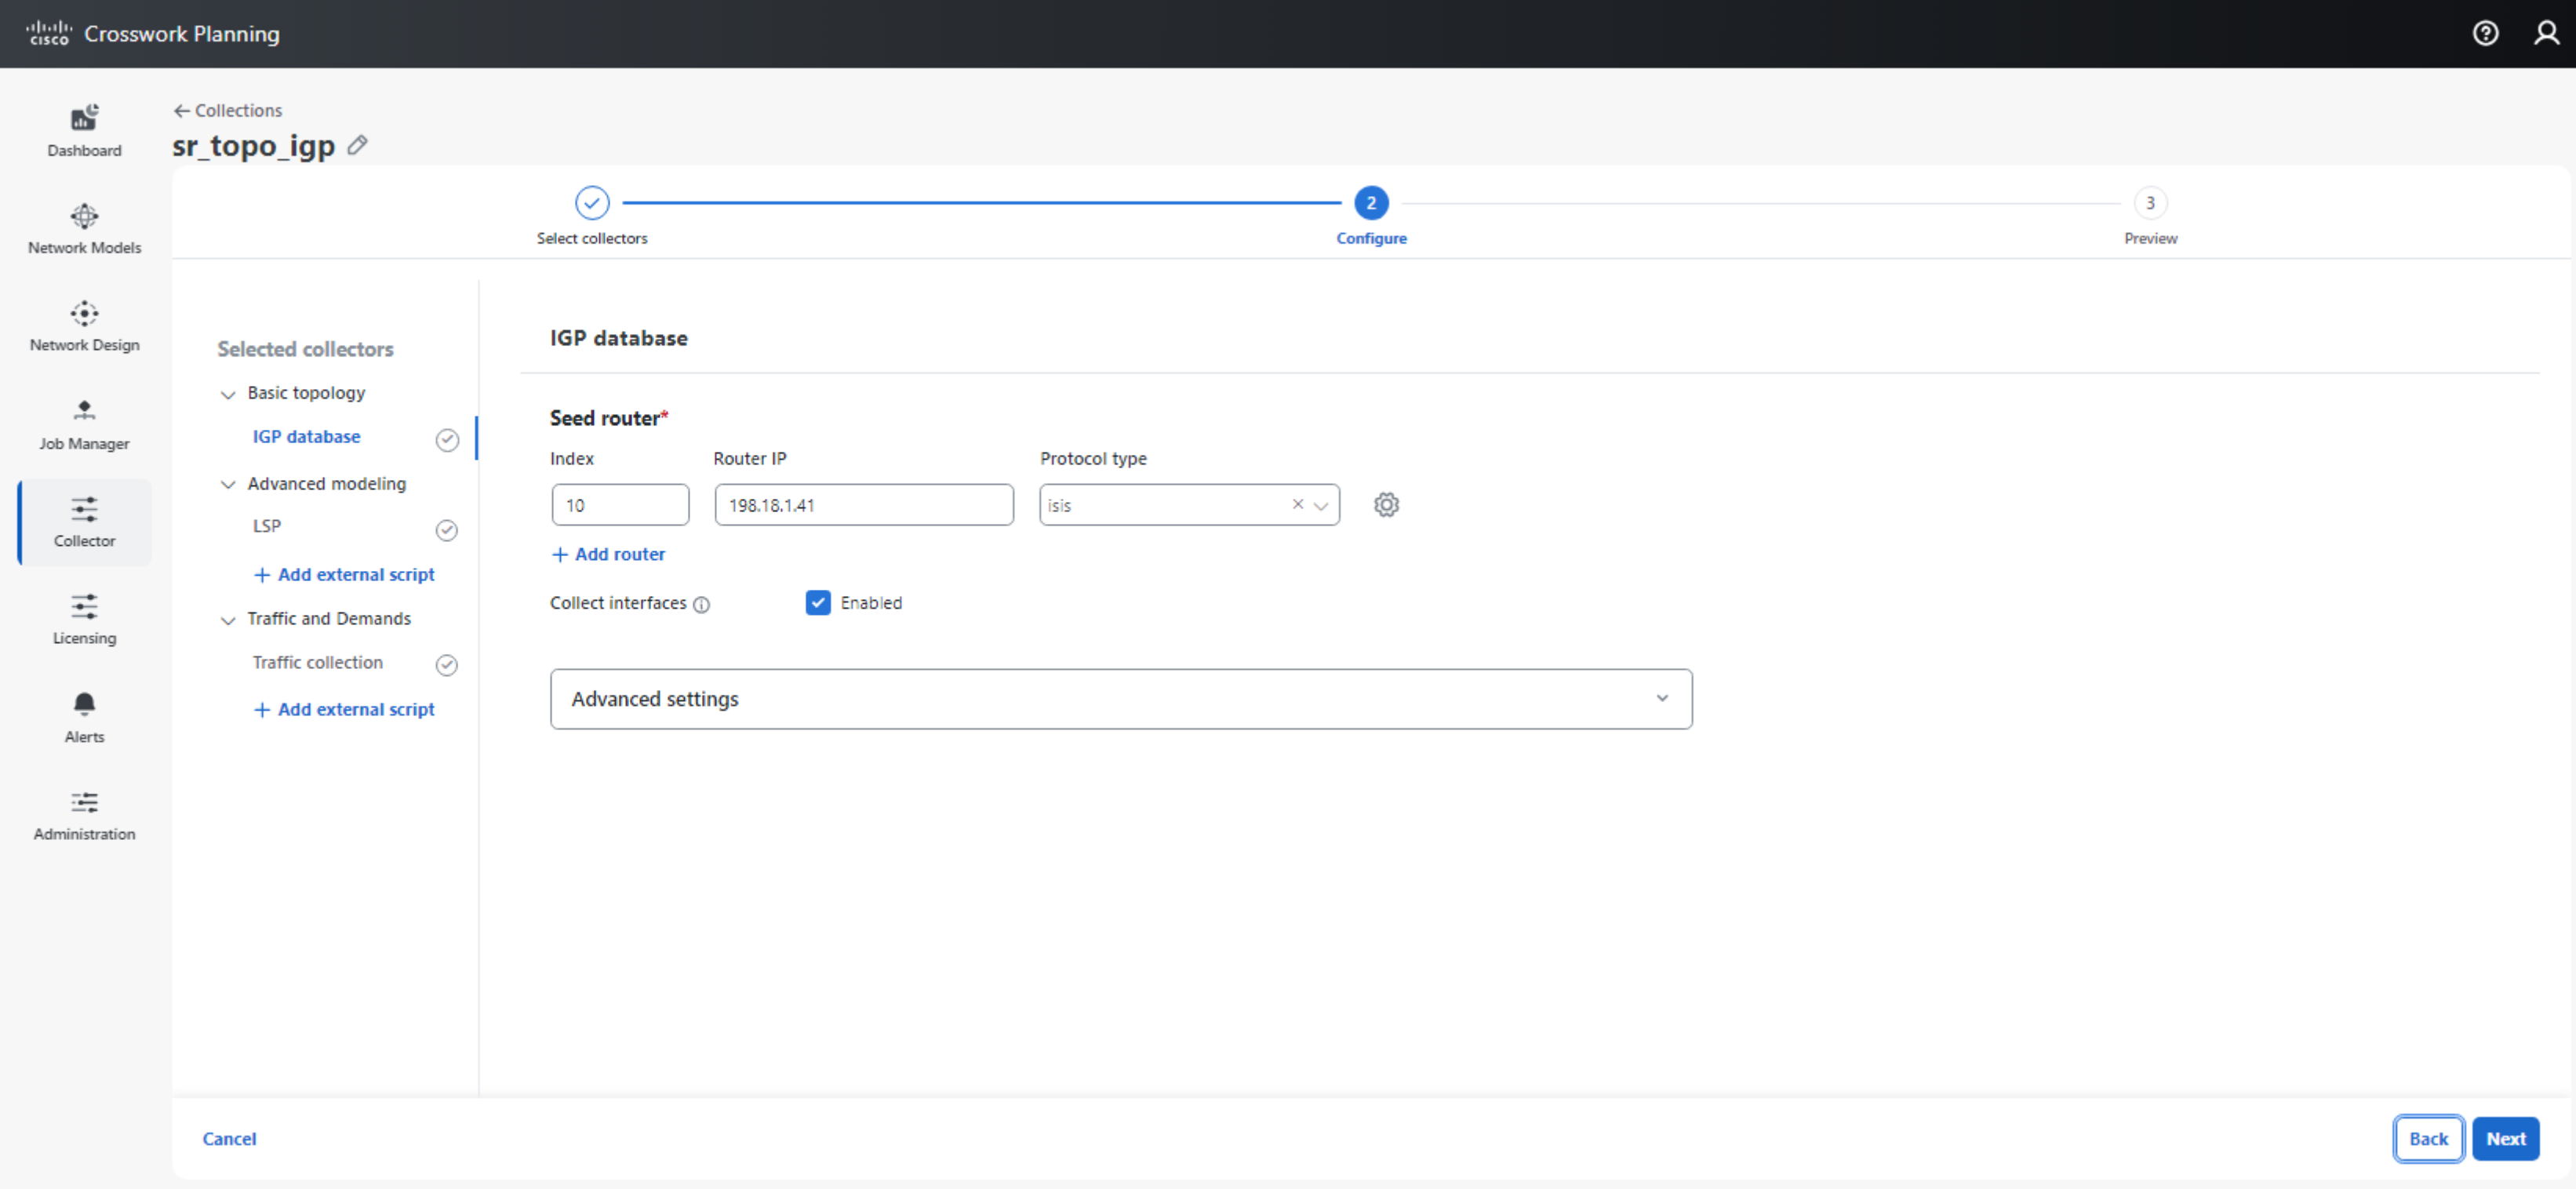 cisco Crosswork Planning
Dashboard
Network Models
Network Design
Job Manager
Collector
Licensing
Alerts
Administration
← Collections
sr_topo_igp
Select collectors
2
Configure
3
Preview
Selected collectors
Basic topology
IGP database
Advanced modeling
LSP
+ Add external script
Traffic and Demands
Traffic collection
+ Add external script
IGP database
Seed router*
Index Router IP Protocol type
10 198.18.1.41 isis
+ Add router
Collect interfaces Enabled
Advanced settings
Cancel Back Next